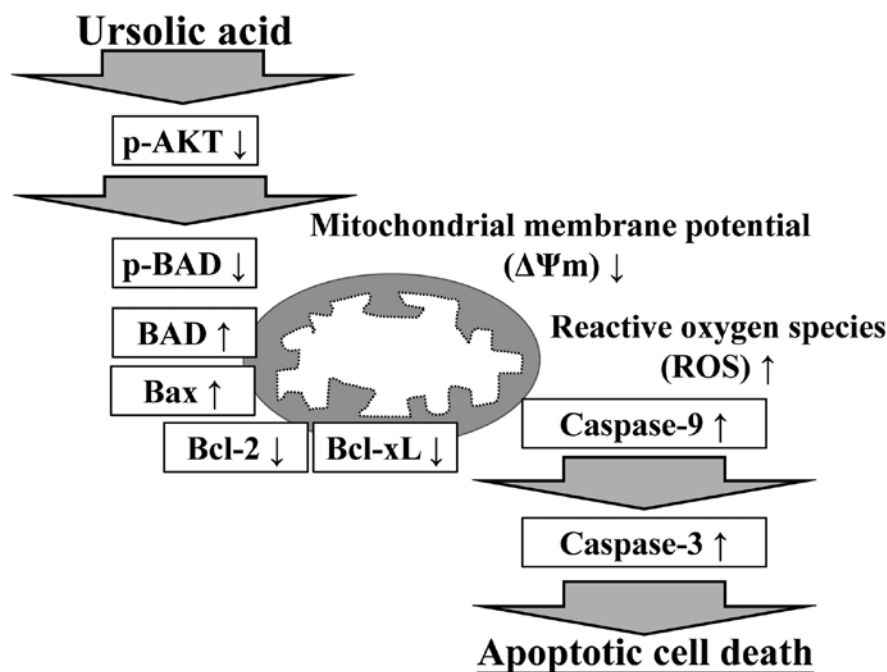 Ursolic acid
p-AKT ↓
Mitochondrial membrane potential
(ΔΨm) ↓
p-BAD ↓
BAD ↑
Reactive oxygen species
(ROS) ↑
Bax ↑
Caspase-9 ↑
Bcl-2 ↓
Bcl-xL ↓
Caspase-3 ↑
Apoptotic cell death